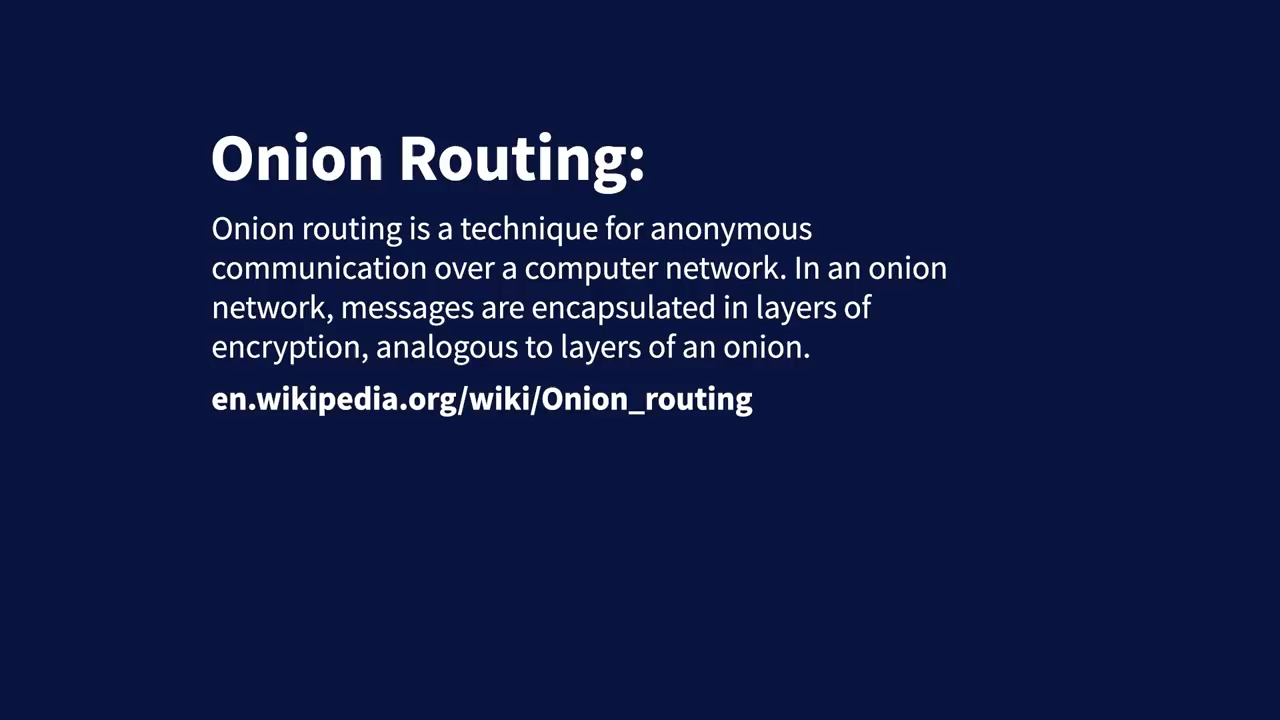 Onion Routing:
Onion routing is a technique for anonymous
communication over a computer network. In an onion
network, messages are encapsulated in layers of
encryption, analogous to layers of an onion.
en.wikipedia.org/wiki/Onion_routing